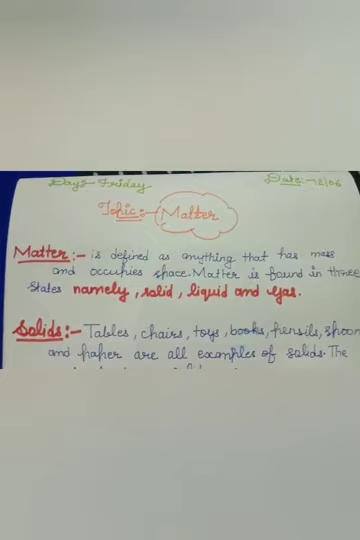 Day:- Friday
Date:- 12/06
Topic:- Matter
Matter:- is defined as anything that has mass
and occupies space. Matter is found in three
States namely, solid, liquid and gas.
Solids:- Tables, chairs, toys, books, pensils, spoon
and paper are all examples of solids. The